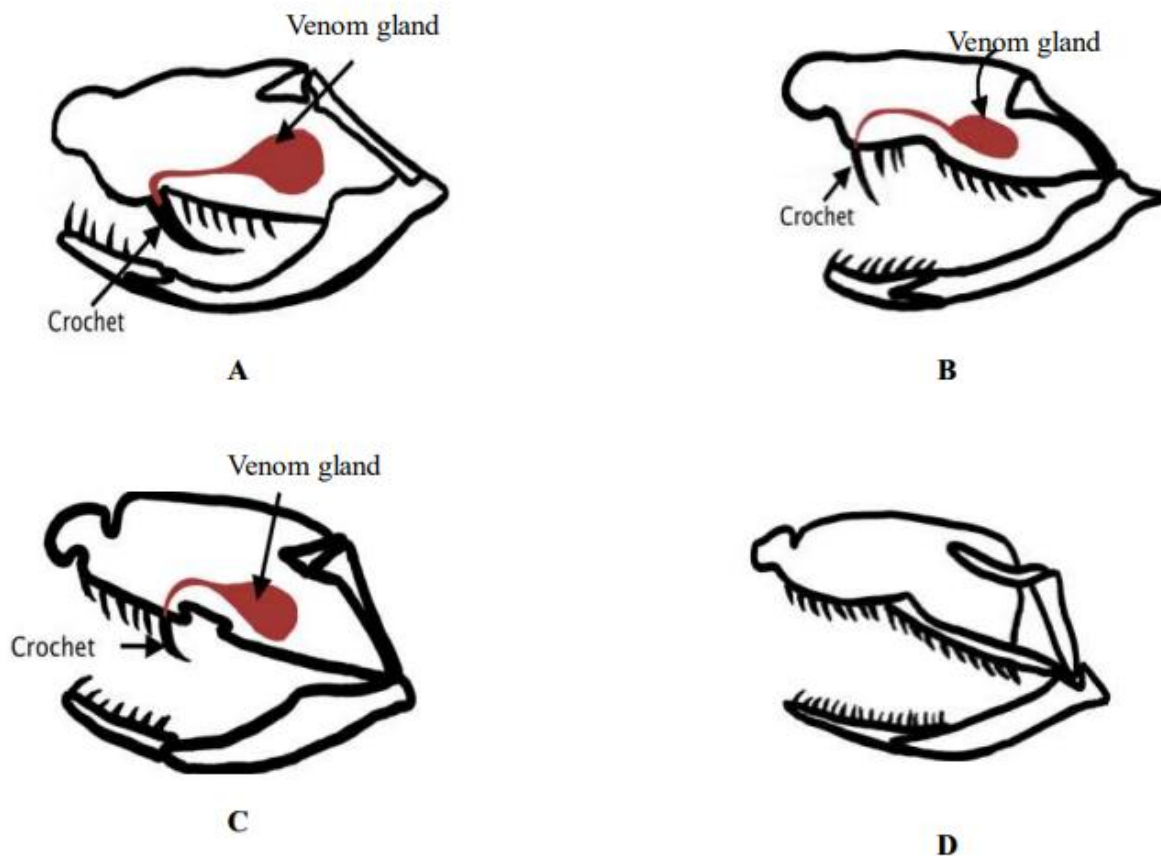 Venom gland
Venom gland
Crochet
Crochet
A
B
Venom gland
Crochet
C
D